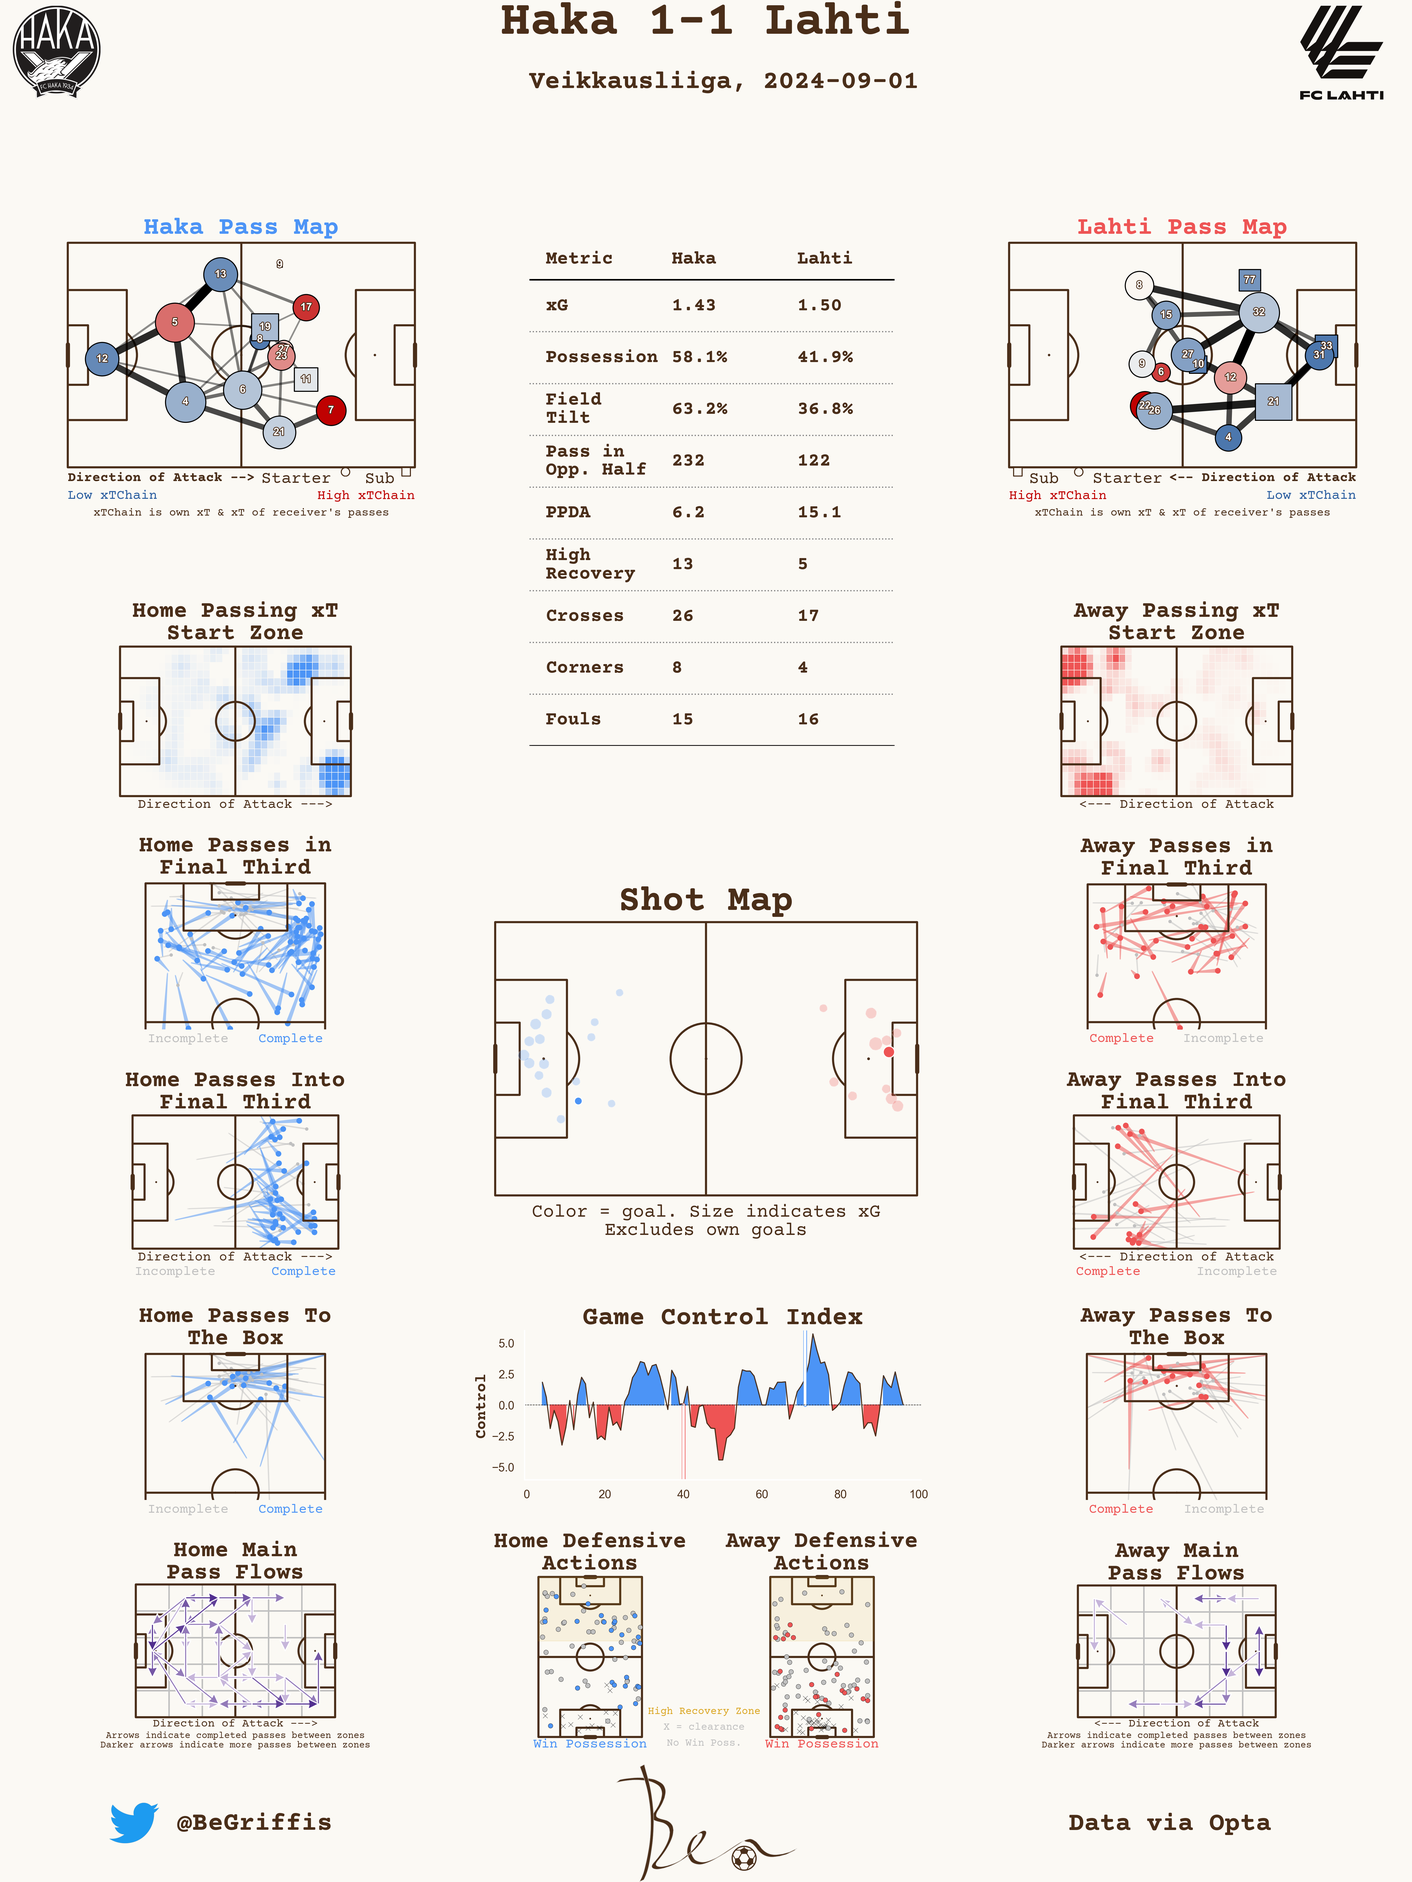 Haka 1-1 Lahti
Veikkausliiga, 2024-09-01
HAKA
FC HAKA 1934
FC LAHTI
Haka Pass Map
13
9
17
5
19
8
27
23
12
11
6
4
7
21
Direction of Attack --> Starter Sub
Low xTChain High xTChain
xTChain is own xT & xT of receiver's passes
Metric Haka Lahti
xG 1.43 1.50
Possession 58.1% 41.9%
Field
Tilt 63.2% 36.8%
Pass in
Opp. Half 232 122
PPDA 6.2 15.1
High
Recovery 13 5
Crosses 26 17
Corners 8 4
Fouls 15 16
Lahti Pass Map
8
77
15
32
33
27
31
9
10
6
12
22
26
21
4
Sub Starter <-- Direction of Attack
High xTChain Low xTChain
xTChain is own xT & xT of receiver's passes
Home Passing xT
Start Zone
Direction of Attack --->
Away Passing xT
Start Zone
<--- Direction of Attack
Home Passes in
Final Third
Incomplete Complete
Away Passes in
Final Third
Complete Incomplete
Shot Map
Color = goal. Size indicates xG
Excludes own goals
Home Passes Into
Final Third
Direction of Attack --->
Incomplete Complete
Away Passes Into
Final Third
<--- Direction of Attack
Complete Incomplete
Home Passes To
The Box
Incomplete Complete
Game Control Index
Control
5.0
2.5
0.0
−2.5
−5.0
0 20 40 60 80 100
Away Passes To
The Box
Complete Incomplete
Home Main
Pass Flows
Direction of Attack --->
Arrows indicate completed passes between zones
Darker arrows indicate more passes between zones
Home Defensive
Actions
Win Possession
Away Defensive
Actions
Win Possession
High Recovery Zone
X = clearance
No Win Poss.
Away Main
Pass Flows
<--- Direction of Attack
Arrows indicate completed passes between zones
Darker arrows indicate more passes between zones
@BeGriffis
Ben
Data via Opta